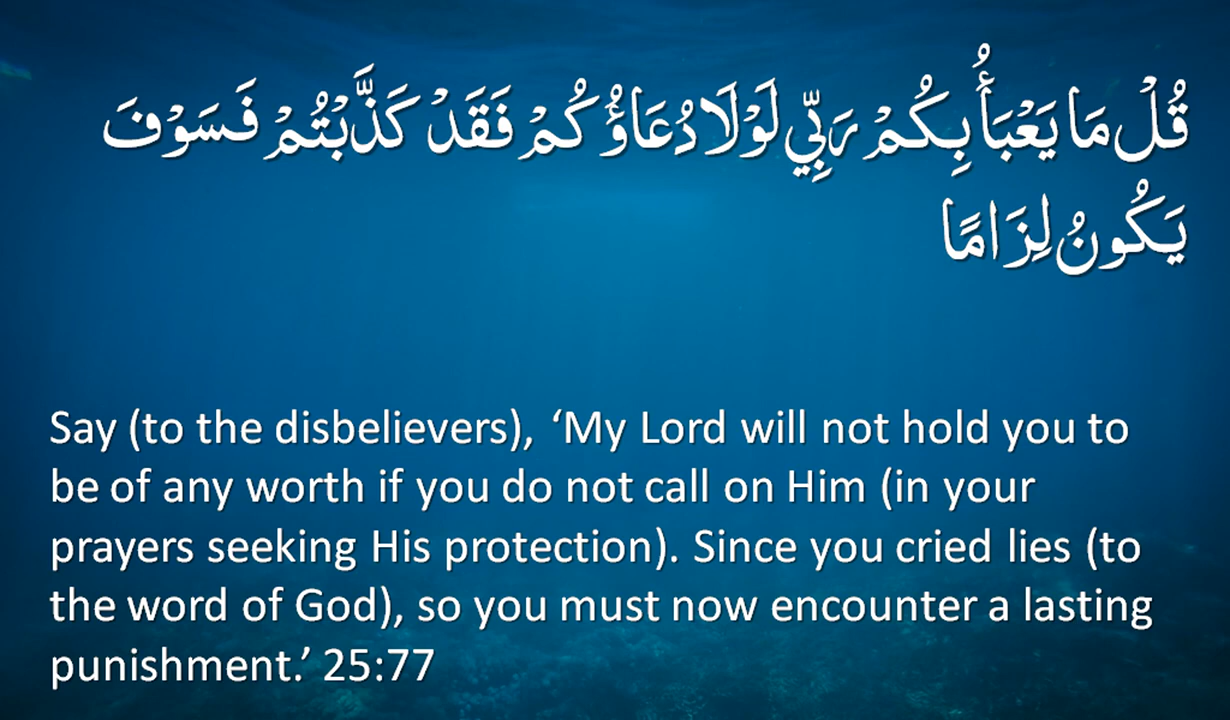 قُلْ مَا يَعْبَأُ بِكُمْ رَبِّي لَوْلَا دُعَاؤُكُمْ فَقَدْ كَذَّبْتُمْ فَسَوْفَ
يَكُونُ لِزَامًا
Say (to the disbelievers), ‘My Lord will not hold you to
be of any worth if you do not call on Him (in your
prayers seeking His protection). Since you cried lies (to
the word of God), so you must now encounter a lasting
punishment.’ 25:77